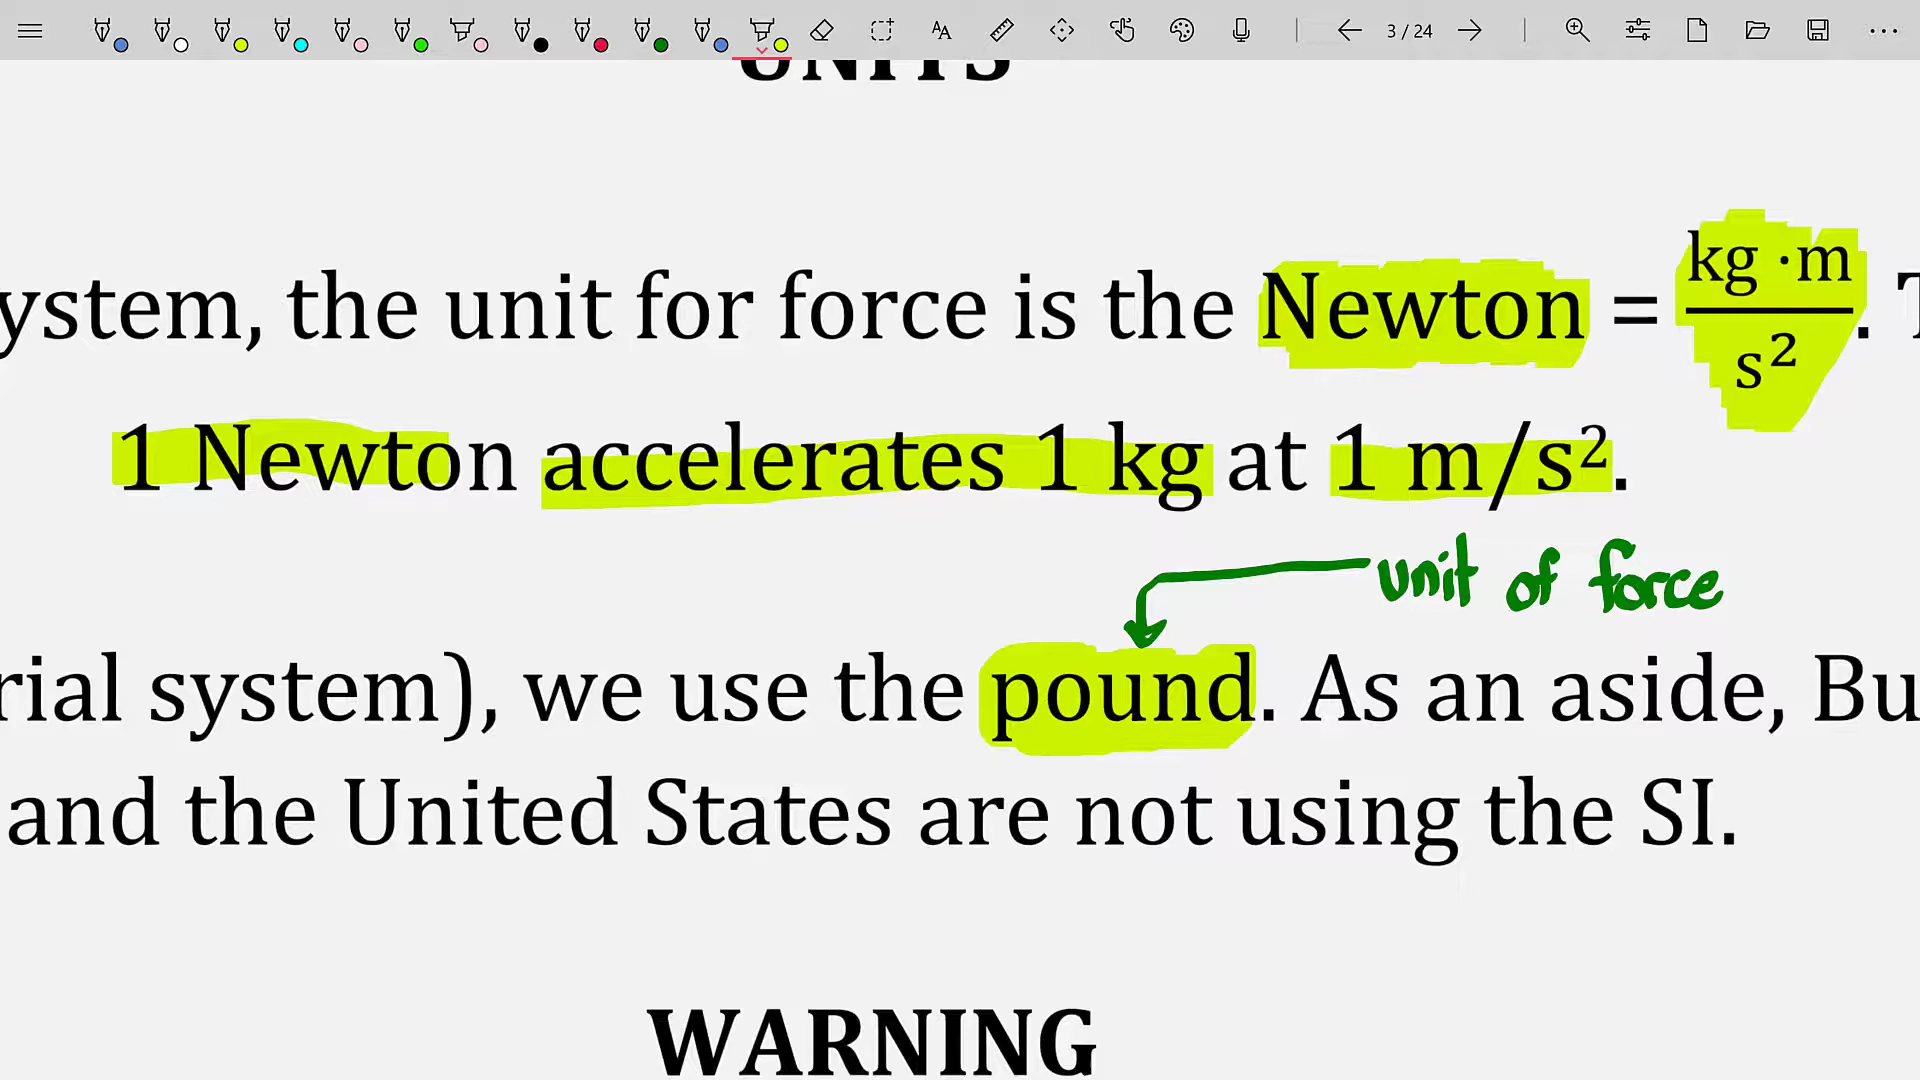 3 / 24
UNITS
ystem, the unit for force is the Newton = kg·m/s². T
1 Newton accelerates 1 kg at 1 m/s².
unit of force
rial system), we use the pound. As an aside, Bu
and the United States are not using the SI.
WARNING